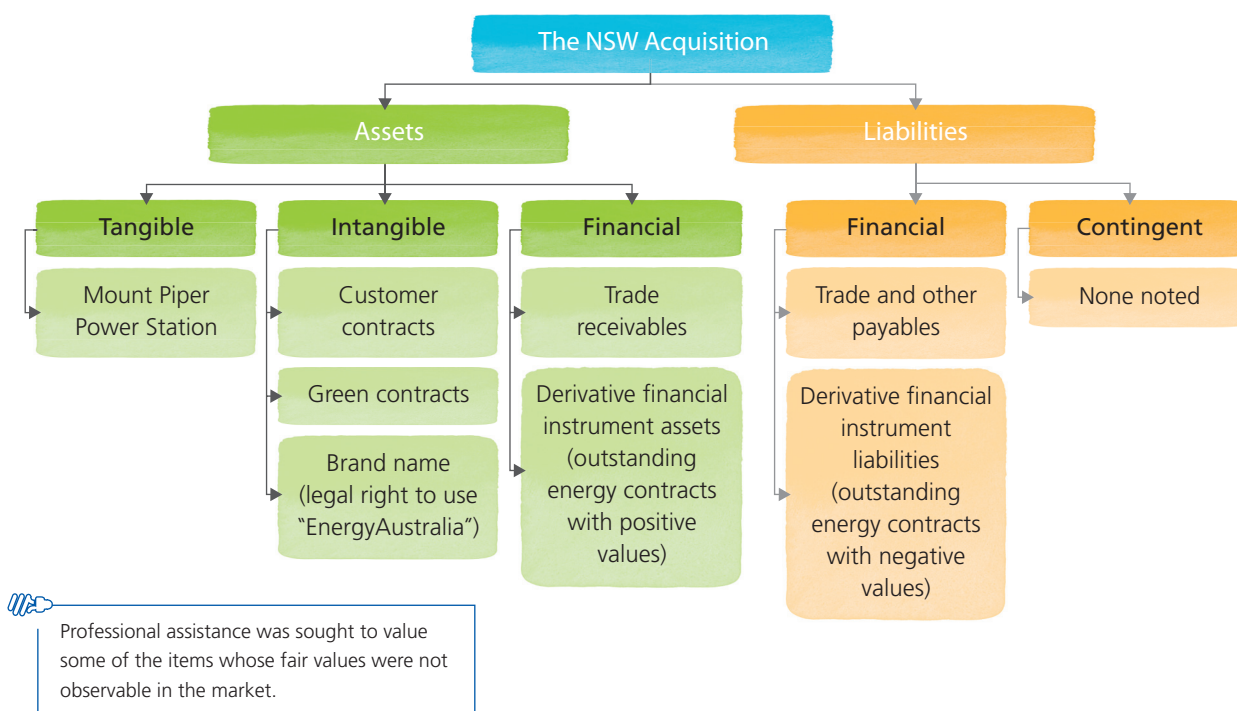 The NSW Acquisition
Assets
Liabilities
Tangible
Intangible
Financial
Financial
Contingent
Mount Piper
Power Station
Customer
contracts
Green contracts
Brand name
(legal right to use
“EnergyAustralia”)
Trade
receivables
Derivative financial
instrument assets
(outstanding
energy contracts
with positive
values)
Trade and other
payables
Derivative financial
instrument
liabilities
(outstanding
energy contracts
with negative
values)
None noted
Professional assistance was sought to value
some of the items whose fair values were not
observable in the market.